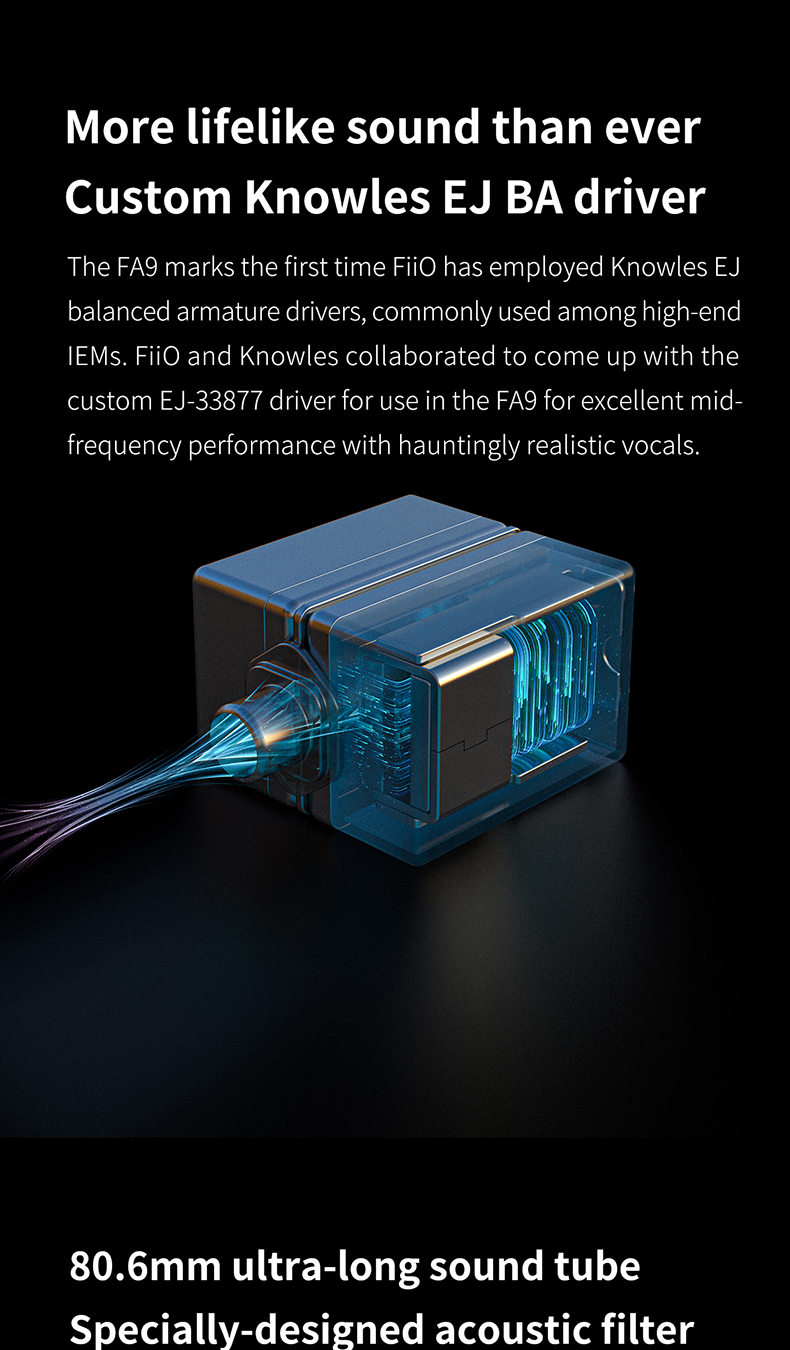 More lifelike sound than ever
Custom Knowles EJ BA driver
The FA9 marks the first time FiiO has employed Knowles EJ
balanced armature drivers, commonly used among high-end
IEMs. FiiO and Knowles collaborated to come up with the
custom EJ-33877 driver for use in the FA9 for excellent mid-
frequency performance with hauntingly realistic vocals.
80.6mm ultra-long sound tube
Specially-designed acoustic filter